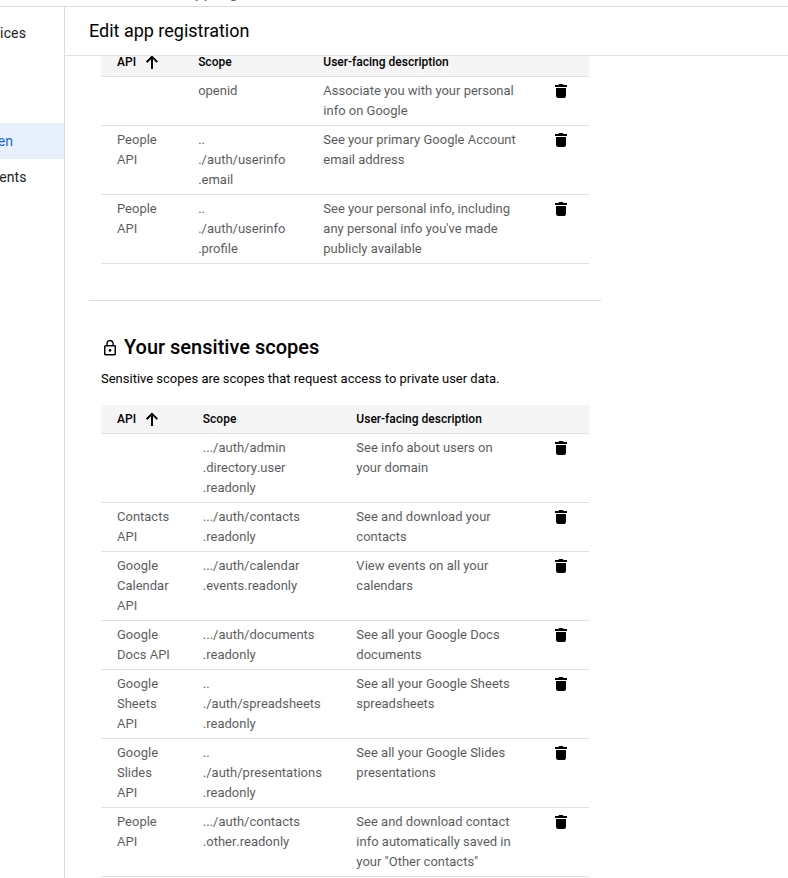 ices
Edit app registration
API Scope User-facing description
openid Associate you with your personal
info on Google
People .. See your primary Google Account
API ./auth/userinfo email address
.email
People .. See your personal info, including
API ./auth/userinfo any personal info you've made
.profile publicly available
en
ents
Your sensitive scopes
Sensitive scopes are scopes that request access to private user data.
API Scope User-facing description
.../auth/admin See info about users on
.directory.user your domain
.readonly
Contacts .../auth/contacts See and download your
API .readonly contacts
Google .../auth/calendar View events on all your
Calendar .events.readonly calendars
API
Google .../auth/documents See all your Google Docs
Docs API .readonly documents
Google .. See all your Google Sheets
Sheets ./auth/spreadsheets spreadsheets
API .readonly
Google .. See all your Google Slides
Slides ./auth/presentations presentations
API .readonly
People .../auth/contacts See and download contact
API .other.readonly info automatically saved in
your "Other contacts"